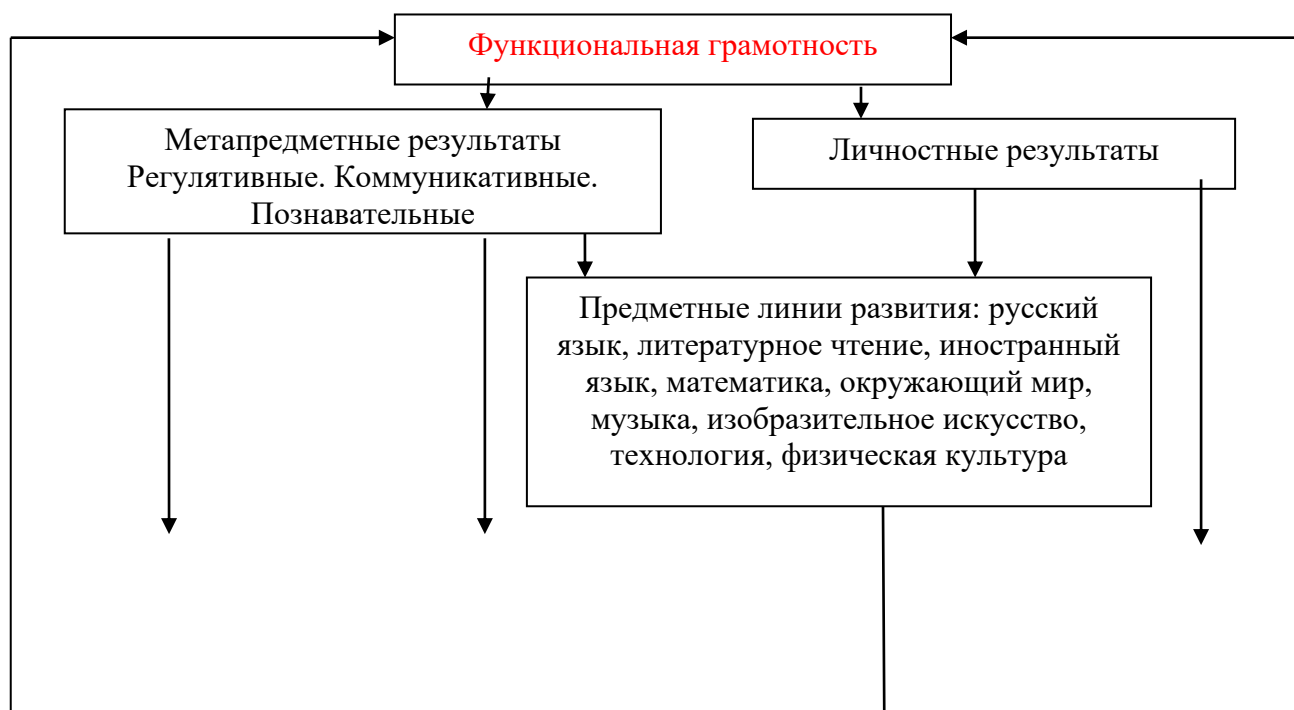 Функциональная грамотность
Метапредметные результаты
Регулятивные. Коммуникативные.
Познавательные
Личностные результаты
Предметные линии развития: русский
язык, литературное чтение, иностранный
язык, математика, окружающий мир,
музыка, изобразительное искусство,
технология, физическая культура